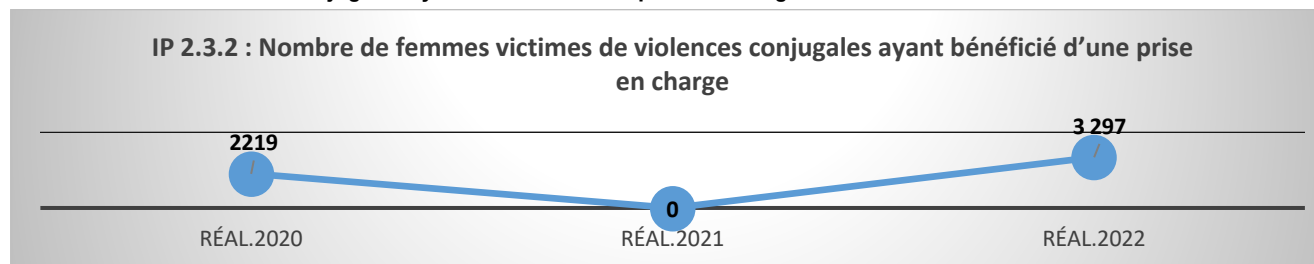 IP 2.3.2 : Nombre de femmes victimes de violences conjugales ayant bénéficié d’une prise
en charge
2219
0
3 297
RÉAL.2020
RÉAL.2021
RÉAL.2022